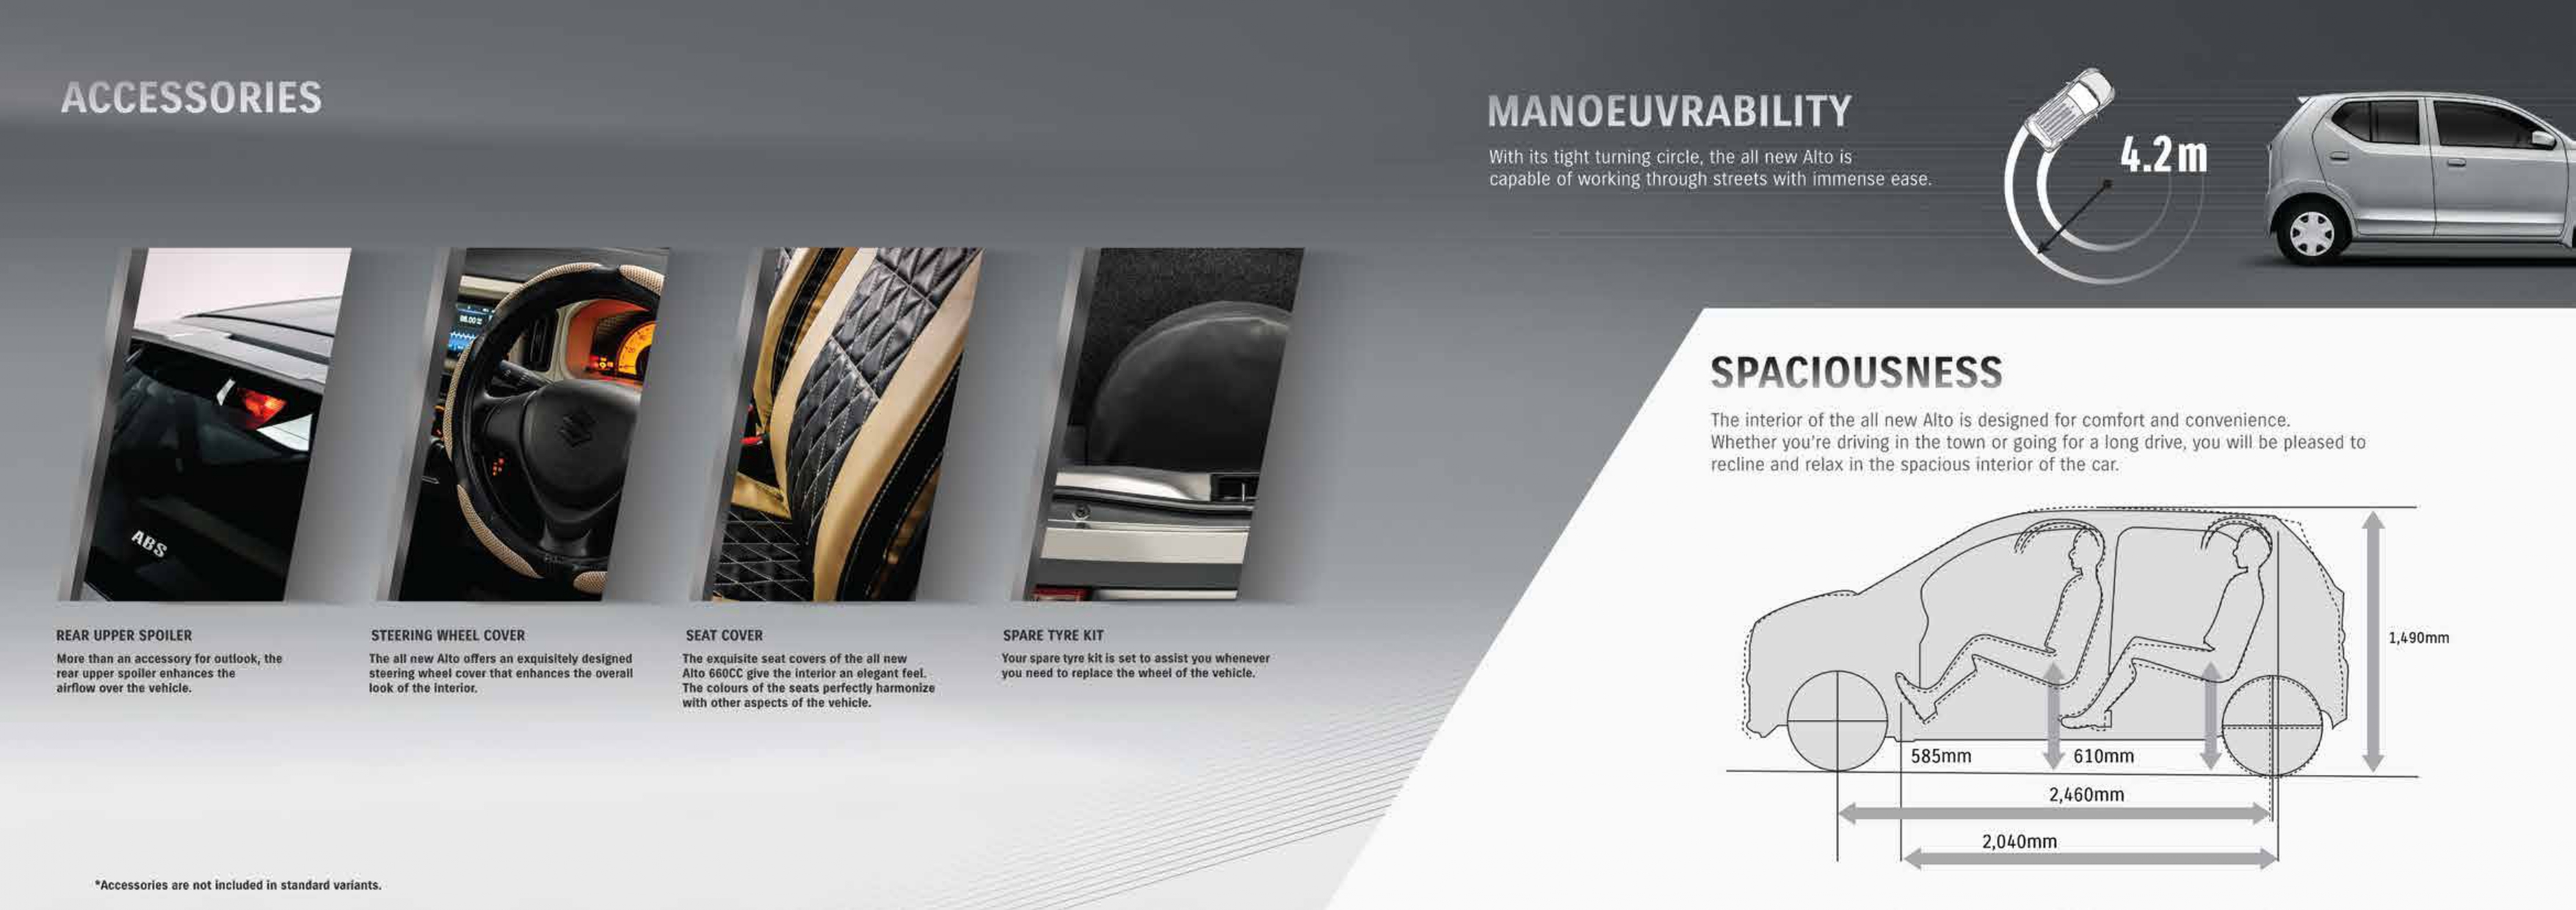 ACCESSORIES
REAR UPPER SPOILER
More than an accessory for outlook, the
rear upper spoiler enhances the
airflow over the vehicle.
ABS
STEERING WHEEL COVER
The all new Alto offers an exquisitely designed
steering wheel cover that enhances the overall
look of the interior.
SEAT COVER
The exquisite seat covers of the all new
Alto 660CC give the interior an elegant feel.
The colours of the seats perfectly harmonize
with other aspects of the vehicle.
SPARE TYRE KIT
Your spare tyre kit is set to assist you whenever
you need to replace the wheel of the vehicle.
*Accessories are not included in standard variants.
MANOEUVRABILITY
With its tight turning circle, the all new Alto is
capable of working through streets with immense ease.
4.2m
SPACIOUSNESS
The interior of the all new Alto is designed for comfort and convenience.
Whether you're driving in the town or going for a long drive, you will be pleased to
recline and relax in the spacious interior of the car.
1,490mm
585mm
610mm
2,460mm
2,040mm